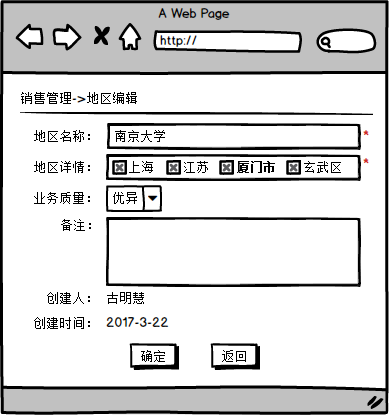 A Web Page
http://
销售管理->地区编辑
地区名称： 南京大学 *
地区详情： 上海 江苏 厦门市 玄武区 *
业务质量： 优异
备注：
创建人： 古明慧
创建时间： 2017-3-22
确定 返回